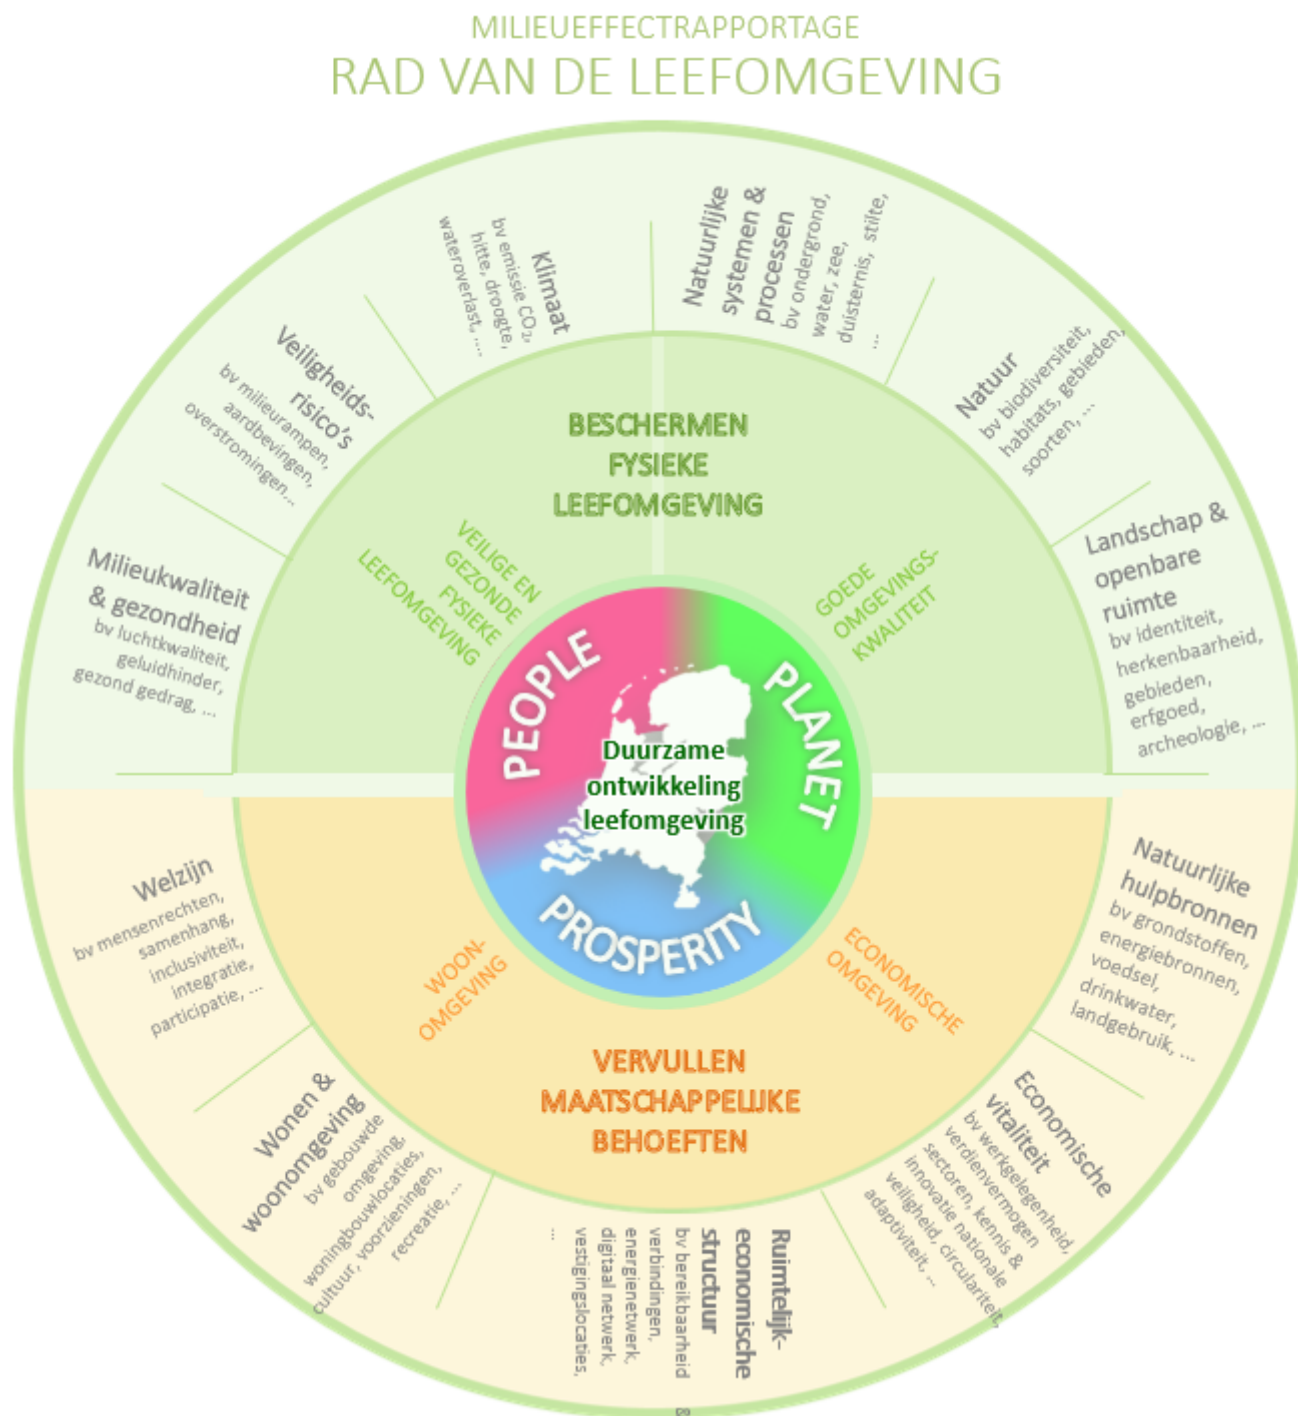 MILIEUEFFECTRAPPORTAGE
RAD VAN DE LEEFOMGEVING
Klimaat
bv emissie CO₂,
hitte, droogte,
wateroverlast, ....
Natuurlijke
systemen &
processen
bv ondergrond,
water, zee,
duisternis, stilte,
...
Veiligheids-
risico's
bv milieurampen,
aardbevingen,
overstromingen...
Natuur
bv biodiversiteit,
habitats, gebieden,
soorten, ...
Milieukwaliteit
& gezondheid
bv luchtkwaliteit,
geluidhinder,
gezond gedrag, ...
Landschap &
openbare
ruimte
bv identiteit,
herkenbaarheid,
gebieden,
erfgoed,
archeologie, ...
BESCHERMEN
FYSIEKE
LEEFOMGEVING
VEILIGE EN
GEZONDE
FYSIEKE
LEEFOMGEVING
GOEDE
OMGEVINGS-
KWALITEIT
PEOPLE
PLANET
Duurzame
ontwikkeling
leefomgeving
PROSPERITY
WOON-
OMGEVING
ECONOMISCHE
OMGEVING
VERVULLEN
MAATSCHAPPELIJKE
BEHOEFTEN
Welzijn
bv mensenrechten,
samenhang,
inclusiviteit,
integratie,
participatie, ...
Natuurlijke
hulpbronnen
bv grondstoffen,
energiebronnen,
voedsel,
drinkwater,
landgebruik, ...
Wonen &
woonomgeving
bv gebouwde
omgeving,
woningbouwlocaties,
cultuur, voorzieningen,
recreatie, ...
Economische
vitaliteit
bv werkgelegenheid,
verdienvermogen
sectoren, kennis &
innovatie nationale
veiligheid, circulariteit,
adaptiviteit, ...
Ruimtelijk-
economische
structuur
bv bereikbaarheid &
verbindingen,
energienetwerk,
digitaal netwerk,
vestigingslocaties,
...